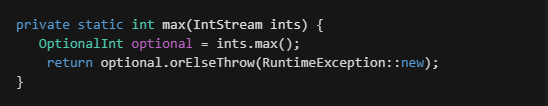 private static int max(IntStream ints) {
   OptionalInt optional = ints.max();
    return optional.orElseThrow(RuntimeException::new);
}